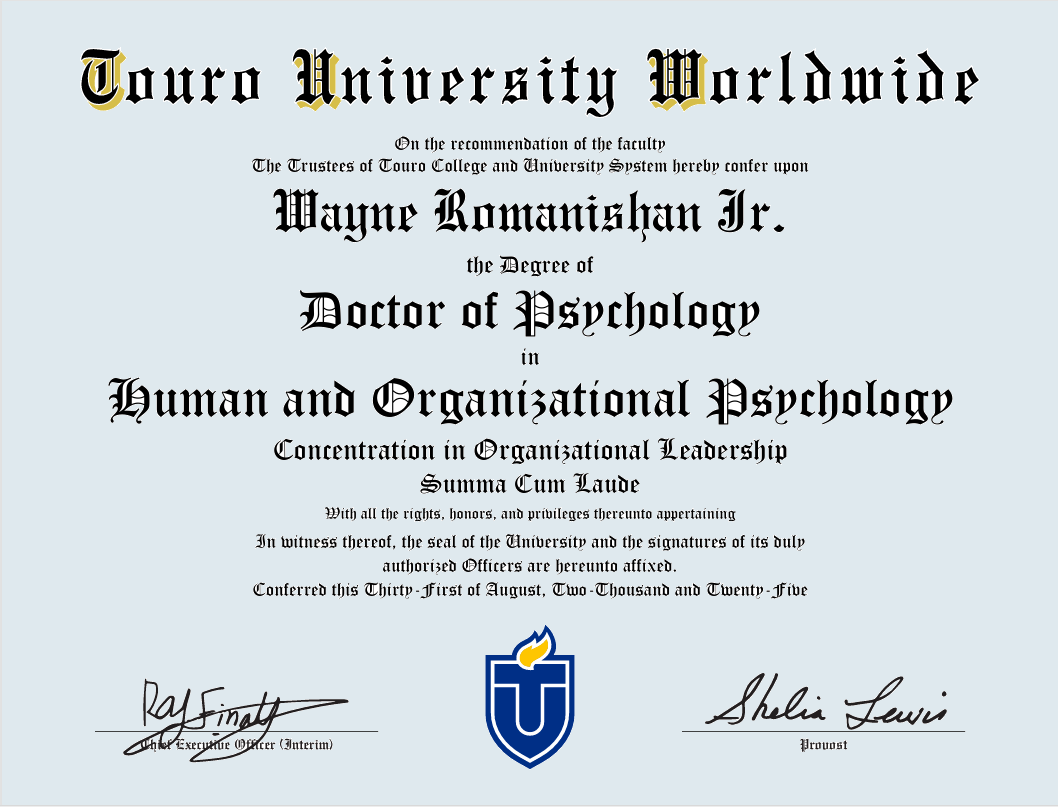 Touro University Worldwide
On the recommendation of the faculty
The Trustees of Touro College and University System hereby confer upon
Wayne Romanishan Jr.
the Degree of
Doctor of Psychology
in
Human and Organizational Psychology
Concentration in Organizational Leadership
Summa Cum Laude
With all the rights, honors, and privileges thereunto appertaining
In witness thereof, the seal of the University and the signatures of its duly
authorized Officers are hereunto affixed.
Conferred this Thirty-First of August, Two-Thousand and Twenty-Five
TU
Shelia Lewis
Chief Executive Officer (Interim)
Provost